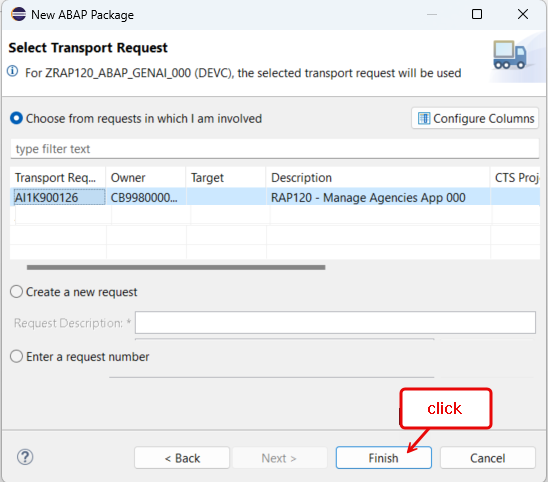 New ABAP Package
Select Transport Request
For ZRAP120_ABAP_GENAI_000 (DEVC), the selected transport request will be used
Choose from requests in which I am involved
Configure Columns
type filter text
Transport Req... Owner Target Description CTS Proj
AI1K900126 CB9980000... RAP120 - Manage Agencies App 000
Create a new request
Request Description: *
Enter a request number
click
< Back Next > Finish Cancel